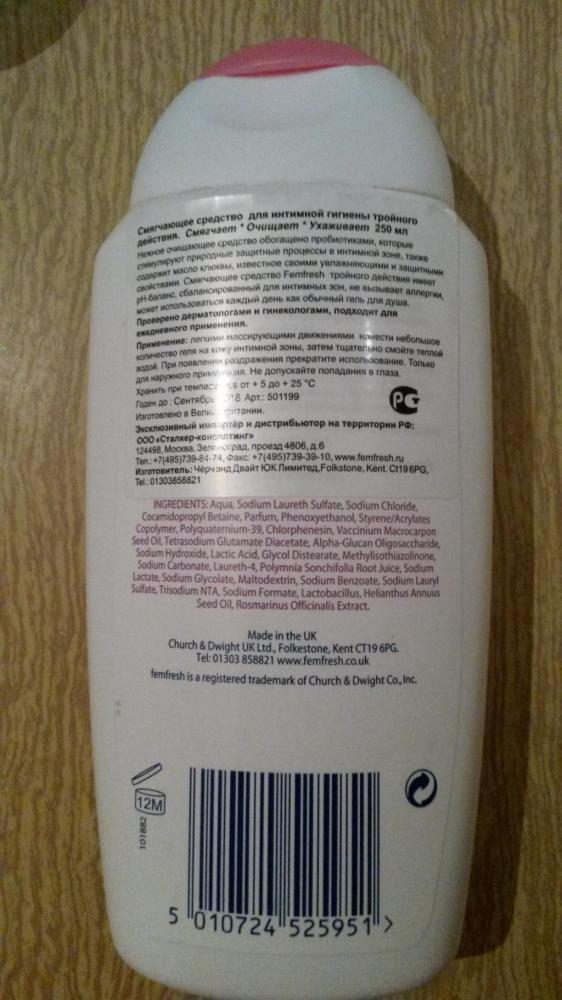 Смягчающее средство для интимной гигиены тройного
действия. Смягчает * Очищает * Ухаживает 250 мл
Нежное очищающее средство обогащено пробиотиками, которые
стимулируют природные защитные процессы в интимной зоне, также
содержит масло клюквы, известное своими увлажняющими и защитными
свойствами. Смягчающее средство Femfresh тройного действия имеет
pH-баланс, сбалансированный для интимных зон, не вызывает аллергии,
может использоваться каждый день как обычный гель для душа.
Проверено дерматологами и гинекологами, подходит для
ежедневного применения.
Применение: легкими массирующими движениями нанести небольшое
количество геля на кожу интимной зоны, затем тщательно смойте теплой
водой. При появлении раздражения прекратите использование. Только
для наружного применения. Не допускайте попадания в глаза.
Хранить при от + 5 до + 25 °С
Годен до : Арт.: 501199
Изготовлено в
Эксклюзивный импортер и дистрибьютор на территории РФ:
ООО «Сталкер-консалтинг»
124498, Москва, Зеленоград, проезд 4806, д.6
Тел.: +7(495)739-84-74, Факс: +7(495)739-39-10, www.femfresh.ru
Изготовитель: Чёрч энд Двайт ЮК Лимитед, Folkstone, Kent. Ct19 6PG,
Tel.: 01303858821
РС
INGREDIENTS: Aqua, Sodium Laureth Sulfate, Sodium Chloride,
Cocamidopropyl Betaine, Parfum, Phenoxyethanol, Styrene/Acrylates
Copolymer, Polyquaternium-39, Chlorphenesin, Vaccinium Macrocarpon
Seed Oil, Tetrasodium Glutamate Diacetate, Alpha-Glucan Oligosaccharide,
Sodium Hydroxide, Lactic Acid, Glycol Distearate, Methylisothiazolinone,
Sodium Carbonate, Laureth-4, Polymnia Sonchifolia Root Juice, Sodium
Lactate, Sodium Glycolate, Maltodextrin, Sodium Benzoate, Sodium Lauryl
Sulfate, Trisodium NTA, Sodium Formate, Lactobacillus, Helianthus Annuus
Seed Oil, Rosmarinus Officinalis Extract.
Made in the UK
Church & Dwight UK Ltd., Folkestone, Kent CT19 6PG.
Tel: 01303 858821 www.femfresh.co.uk
femfresh is a registered trademark of Church & Dwight Co., Inc.
12M
101882
5 010724 525951 >